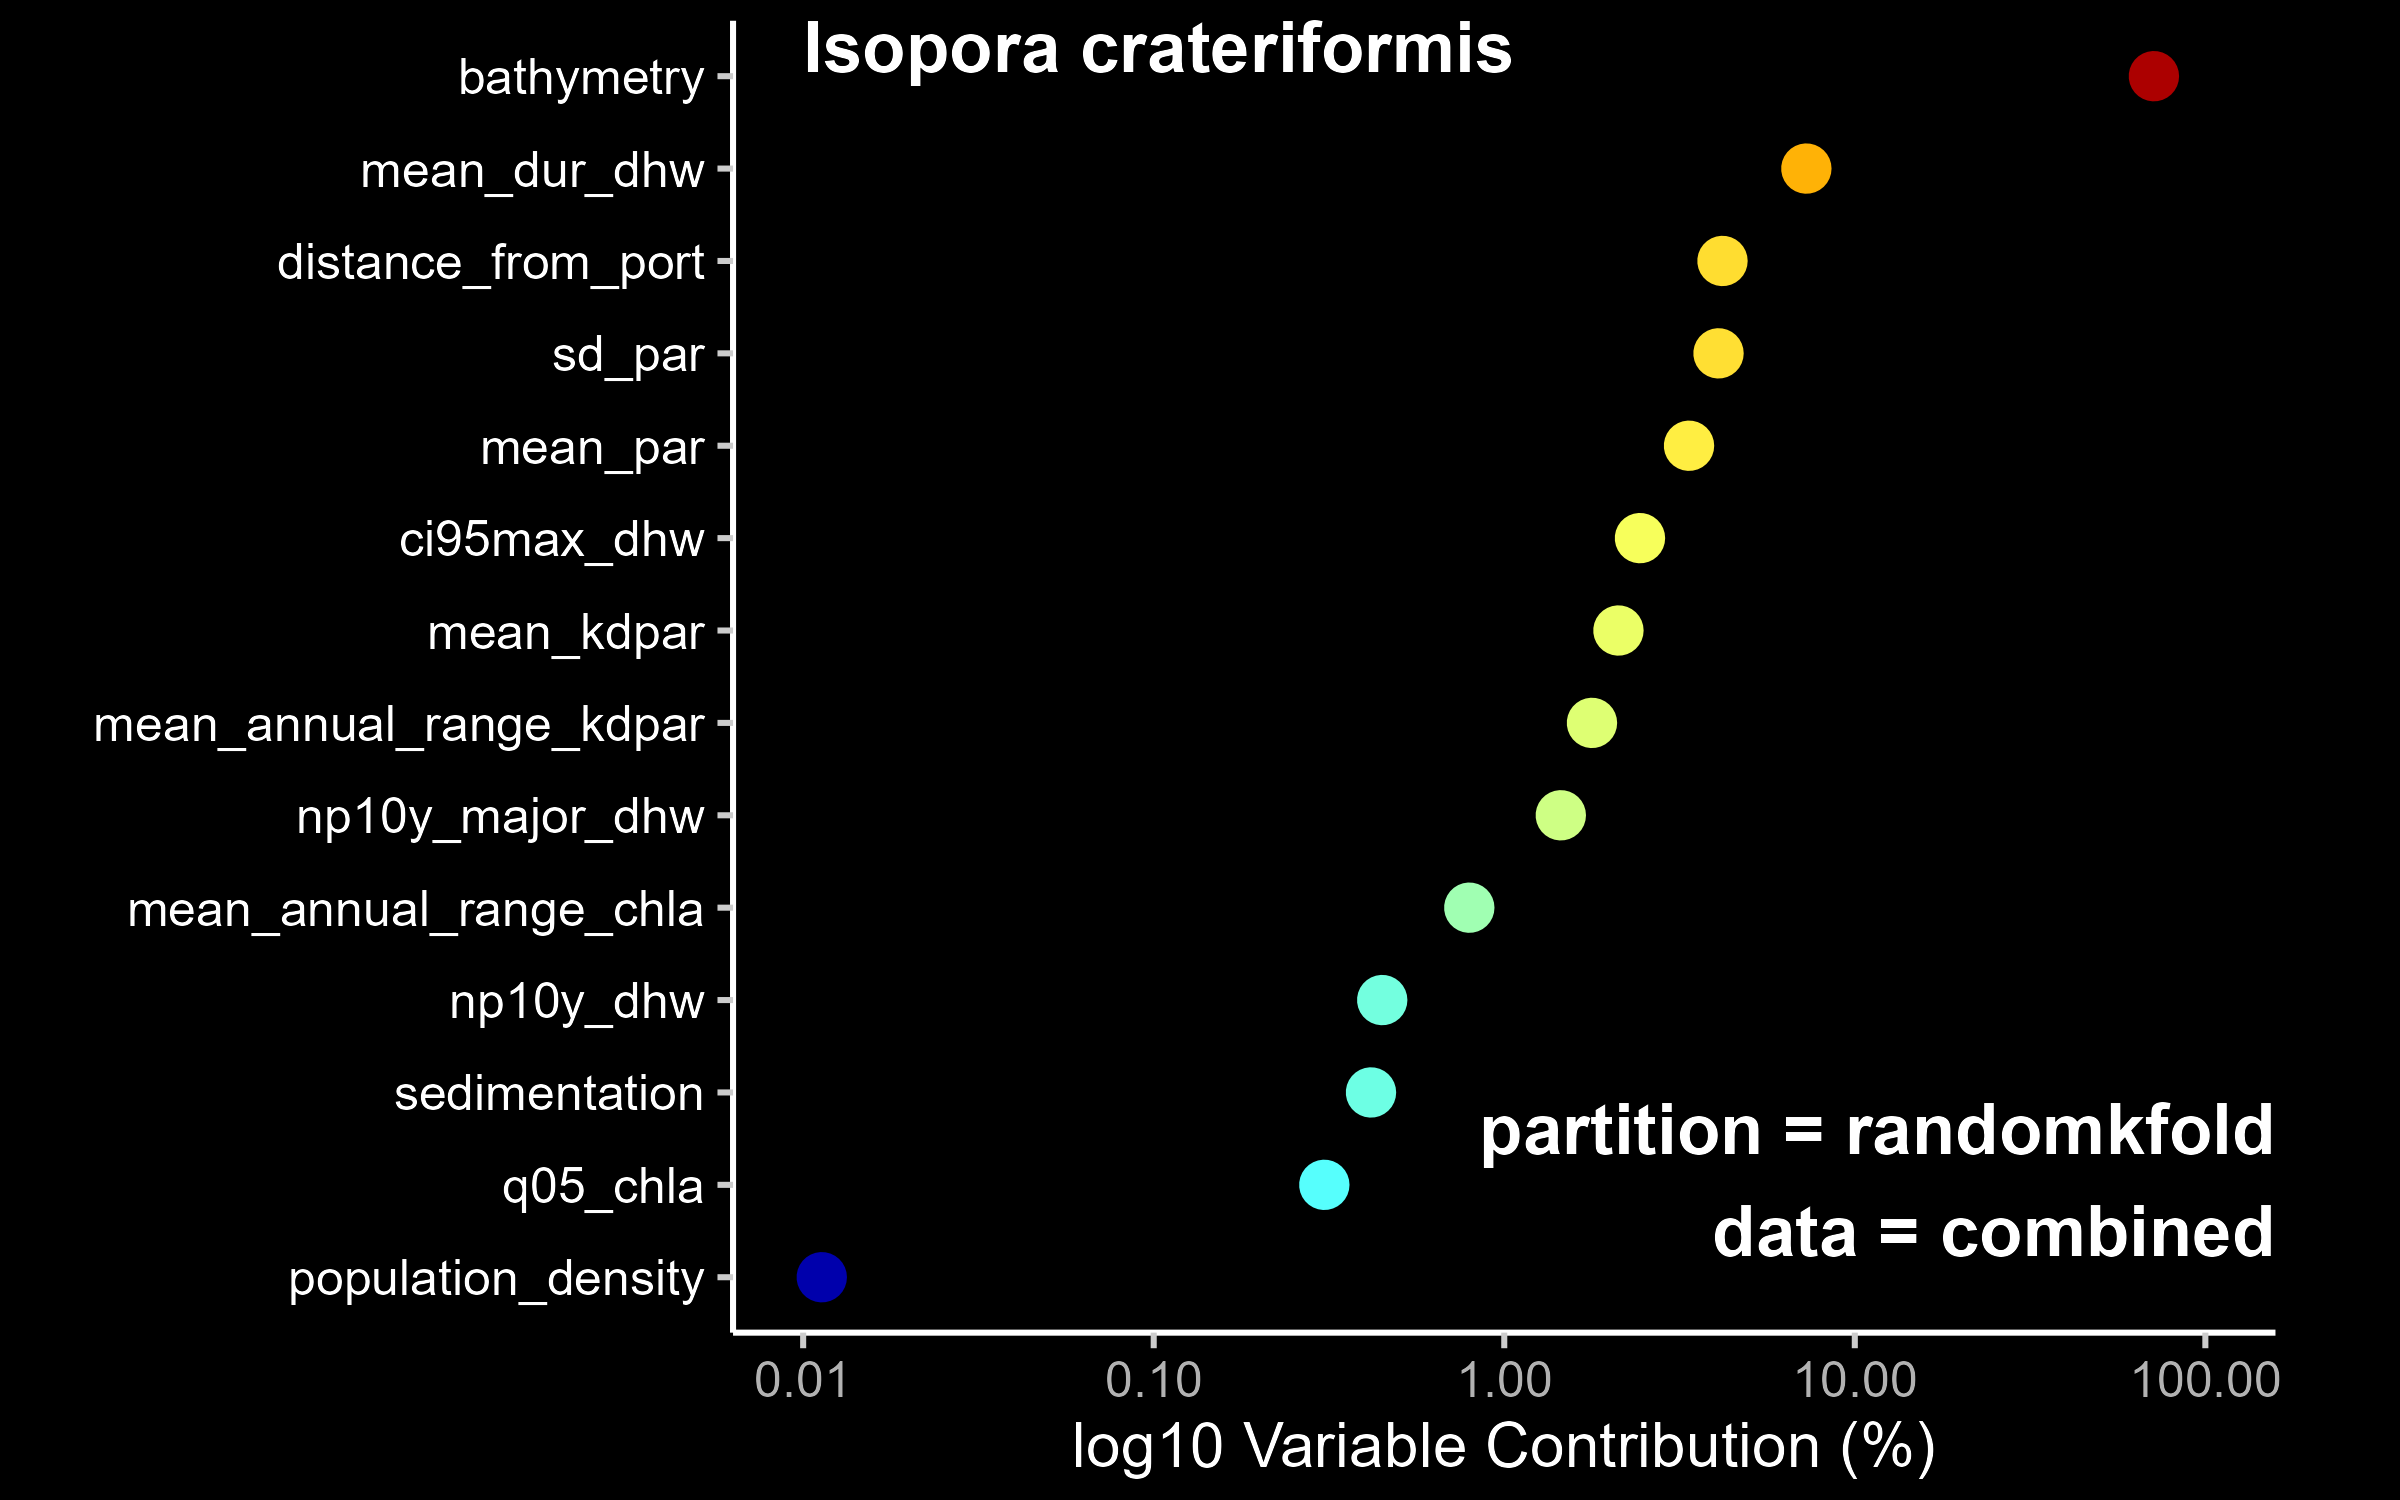 Isopora crateriformis
bathymetry
mean_dur_dhw
distance_from_port
sd_par
mean_par
ci95max_dhw
mean_kdpar
mean_annual_range_kdpar
np10y_major_dhw
mean_annual_range_chla
np10y_dhw
sedimentation
q05_chla
population_density
partition = randomkfold
data = combined
0.01 0.10 1.00 10.00 100.00
log10 Variable Contribution (%)